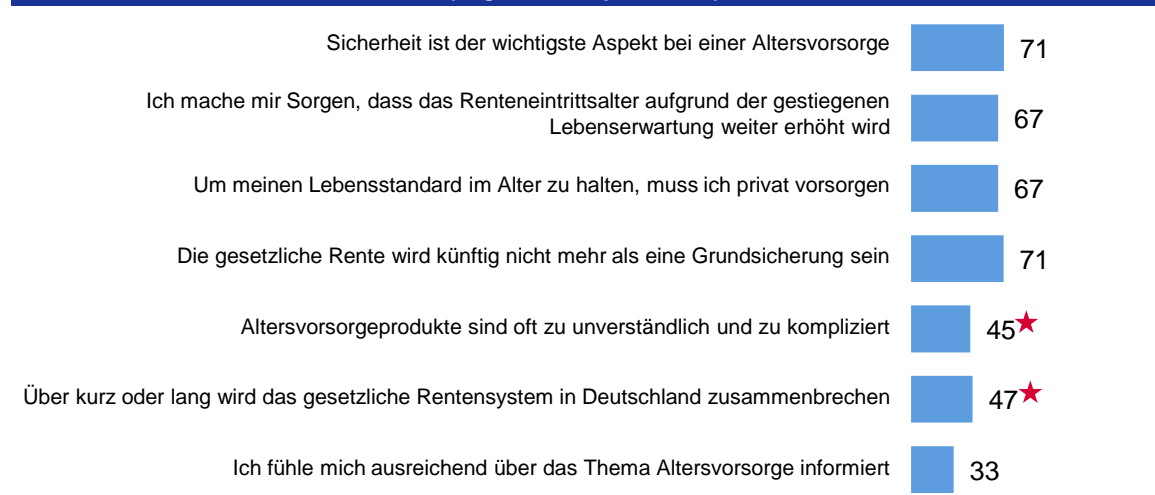 Sicherheit ist der wichtigste Aspekt bei einer Altersvorsorge 71
Ich mache mir Sorgen, dass das Renteneintrittsalter aufgrund der gestiegenen
Lebenserwartung weiter erhöht wird 67
Um meinen Lebensstandard im Alter zu halten, muss ich privat vorsorgen 67
Die gesetzliche Rente wird künftig nicht mehr als eine Grundsicherung sein 71
Altersvorsorgeprodukte sind oft zu unverständlich und zu kompliziert 45★
Über kurz oder lang wird das gesetzliche Rentensystem in Deutschland zusammenbrechen 47★
Ich fühle mich ausreichend über das Thema Altersvorsorge informiert 33